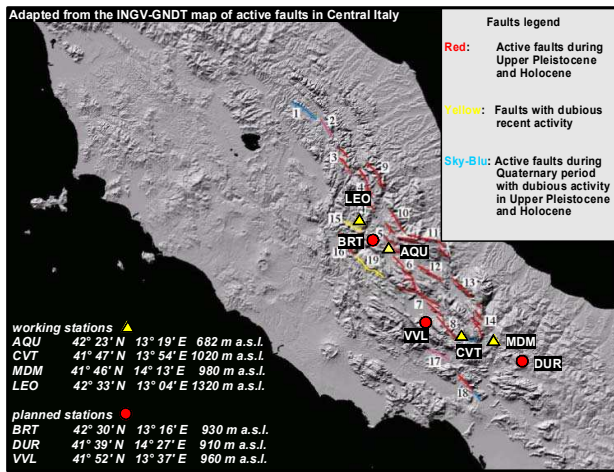 Adapted from the INGV-GNDT map of active faults in Central Italy
Faults legend
Red: Active faults during
Upper Pleistocene
and Holocene
Yellow: Faults with dubious
recent activity
Sky-Blu: Active faults during
Quaternary period
with dubious activity
in Upper Pleistocene
and Holocene
1
2
3
9
4
LEO
10
15
BRT
5
11
AQU
16
19
6
12
13
7
VVL
8
14
CVT
MDM
17
DUR
18
working stations
AQU 42° 23' N 13° 19' E 682 m a.s.l.
CVT 41° 47' N 13° 54' E 1020 m a.s.l.
MDM 41° 46' N 14° 13' E 980 m a.s.l.
LEO 42° 33' N 13° 04' E 1320 m a.s.l.
planned stations
BRT 42° 30' N 13° 16' E 930 m a.s.l.
DUR 41° 39' N 14° 27' E 910 m a.s.l.
VVL 41° 52' N 13° 37' E 960 m a.s.l.